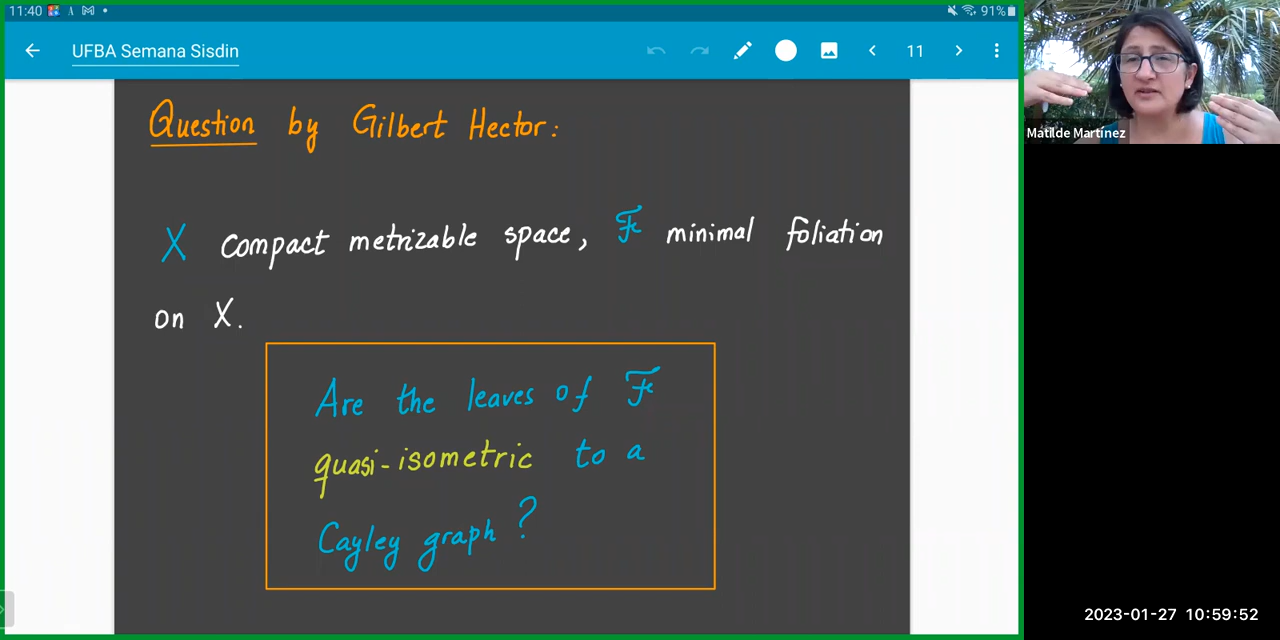 11:40
91%
UFBA Semana Sisdin
11
Question by Gilbert Hector:
X compact metrizable space, F minimal foliation
on X.
Are the leaves of F
quasi-isometric to a
Cayley graph?
Matilde Martínez
2023-01-27 10:59:52